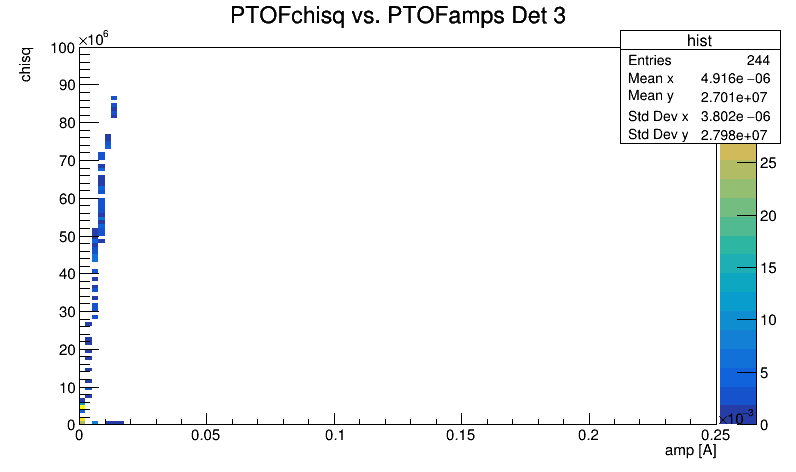 PTOFchisq vs. PTOFamps Det 3
×10⁶
chisq
hist
Entries 244
Mean x 4.916e−06
Mean y 2.701e+07
Std Dev x 3.802e−06
Std Dev y 2.798e+07
100
90
80
70
60
50
40
30
20
10
0
25
20
15
10
5
0
×10⁻³
0 0.05 0.1 0.15 0.2 0.25
amp [A]